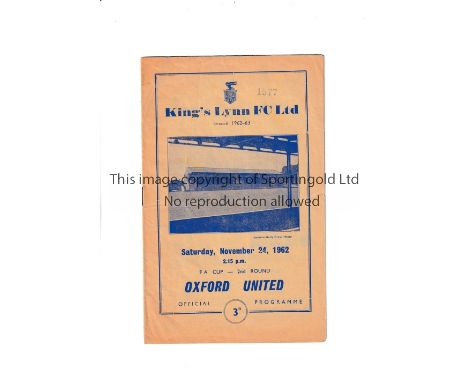 1577
King's Lynn FC Ltd
SEASON 1962-63
This image copyright of Sportingold Ltd
No reproduction allowed
Saturday, November 24, 1962
2.15 p.m.
F.A. CUP — 2nd ROUND
OXFORD UNITED
OFFICIAL PROGRAMME
3ᴰ